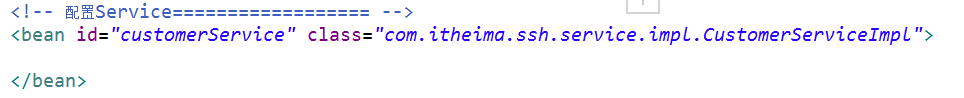 <!-- 配置Service================== -->
<bean id="customerService" class="com.itheima.ssh.service.impl.CustomerServiceImpl">
</bean>